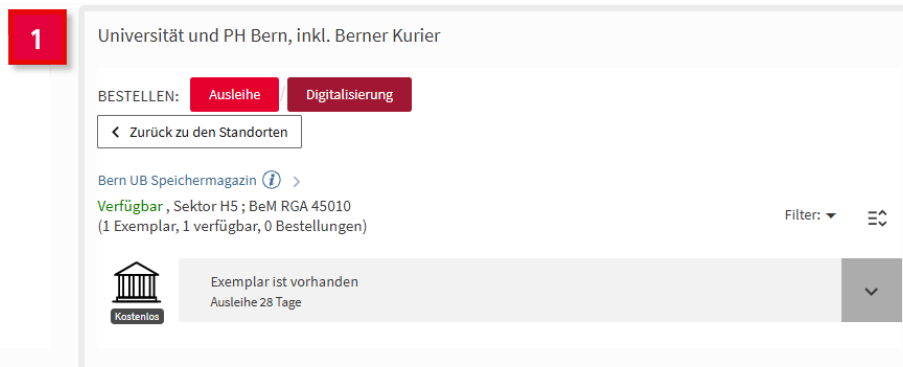 1
Universität und PH Bern, inkl. Berner Kurier
BESTELLEN: Ausleihe / Digitalisierung
Zurück zu den Standorten
Bern UB Speichermagazin i
Verfügbar , Sektor H5 ; BeM RGA 45010
(1 Exemplar, 1 verfügbar, 0 Bestellungen)
Filter:
Exemplar ist vorhanden
Ausleihe 28 Tage
Kostenlos